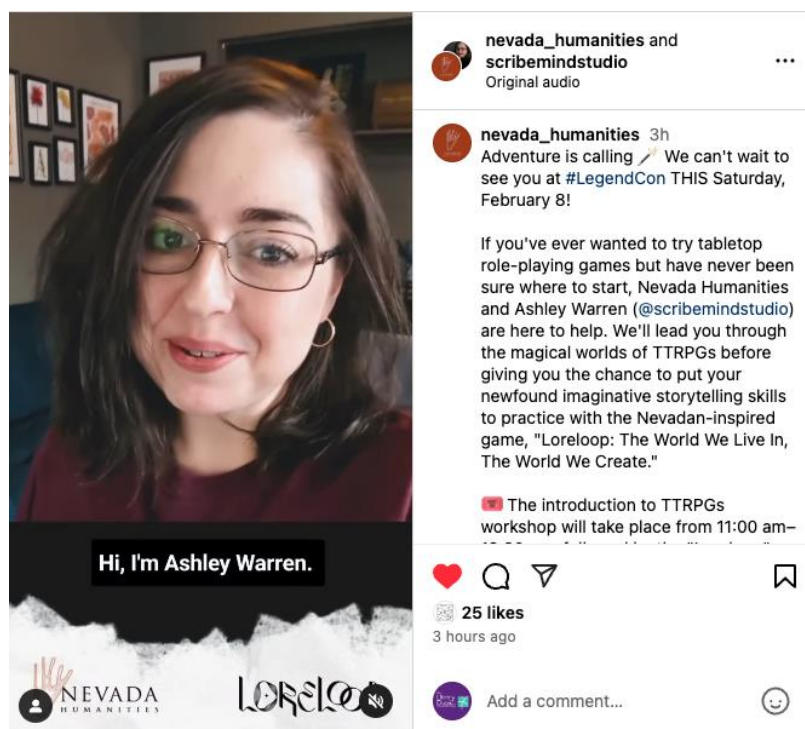 nevada_humanities and
scribemindstudio
Original audio
nevada_humanities 3h
Adventure is calling We can't wait to
see you at #LegendCon THIS Saturday,
February 8!
If you've ever wanted to try tabletop
role-playing games but have never been
sure where to start, Nevada Humanities
and Ashley Warren (@scribemindstudio)
are here to help. We'll lead you through
the magical worlds of TTRPGs before
giving you the chance to put your
newfound imaginative storytelling skills
to practice with the Nevadan-inspired
game, "Loreloop: The World We Live In,
The World We Create."
The introduction to TTRPGs
workshop will take place from 11:00 am–
25 likes
3 hours ago
Add a comment...
Hi, I'm Ashley Warren.
NEVADA
HUMANITIES